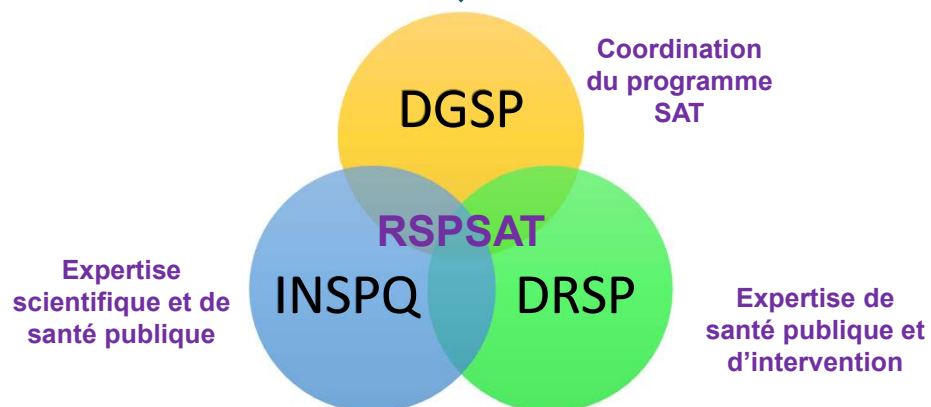 Coordination
du programme
SAT
DGSP
RSPSAT
Expertise
scientifique et de
santé publique
INSPQ
DRSP
Expertise de
santé publique et
d'intervention